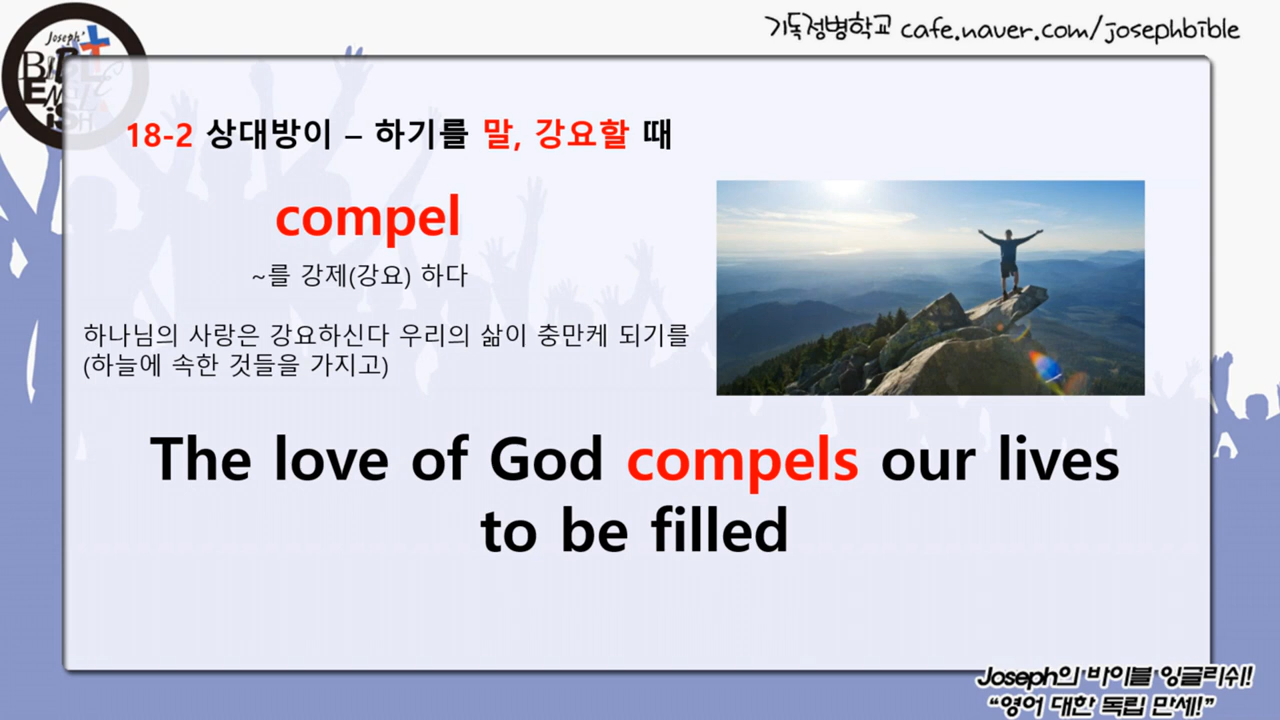 Joseph'
BIBLE
ENGLISH
기독정병학교 cafe.naver.com/josephbible
18-2 상대방이 – 하기를 말, 강요할 때
compel
~를 강제(강요) 하다
하나님의 사랑은 강요하신다 우리의 삶이 충만케 되기를
(하늘에 속한 것들을 가지고)
The love of God compels our lives
to be filled
Joseph의 바이블 잉글리쉬!
“영어 대한 독립 만세!”